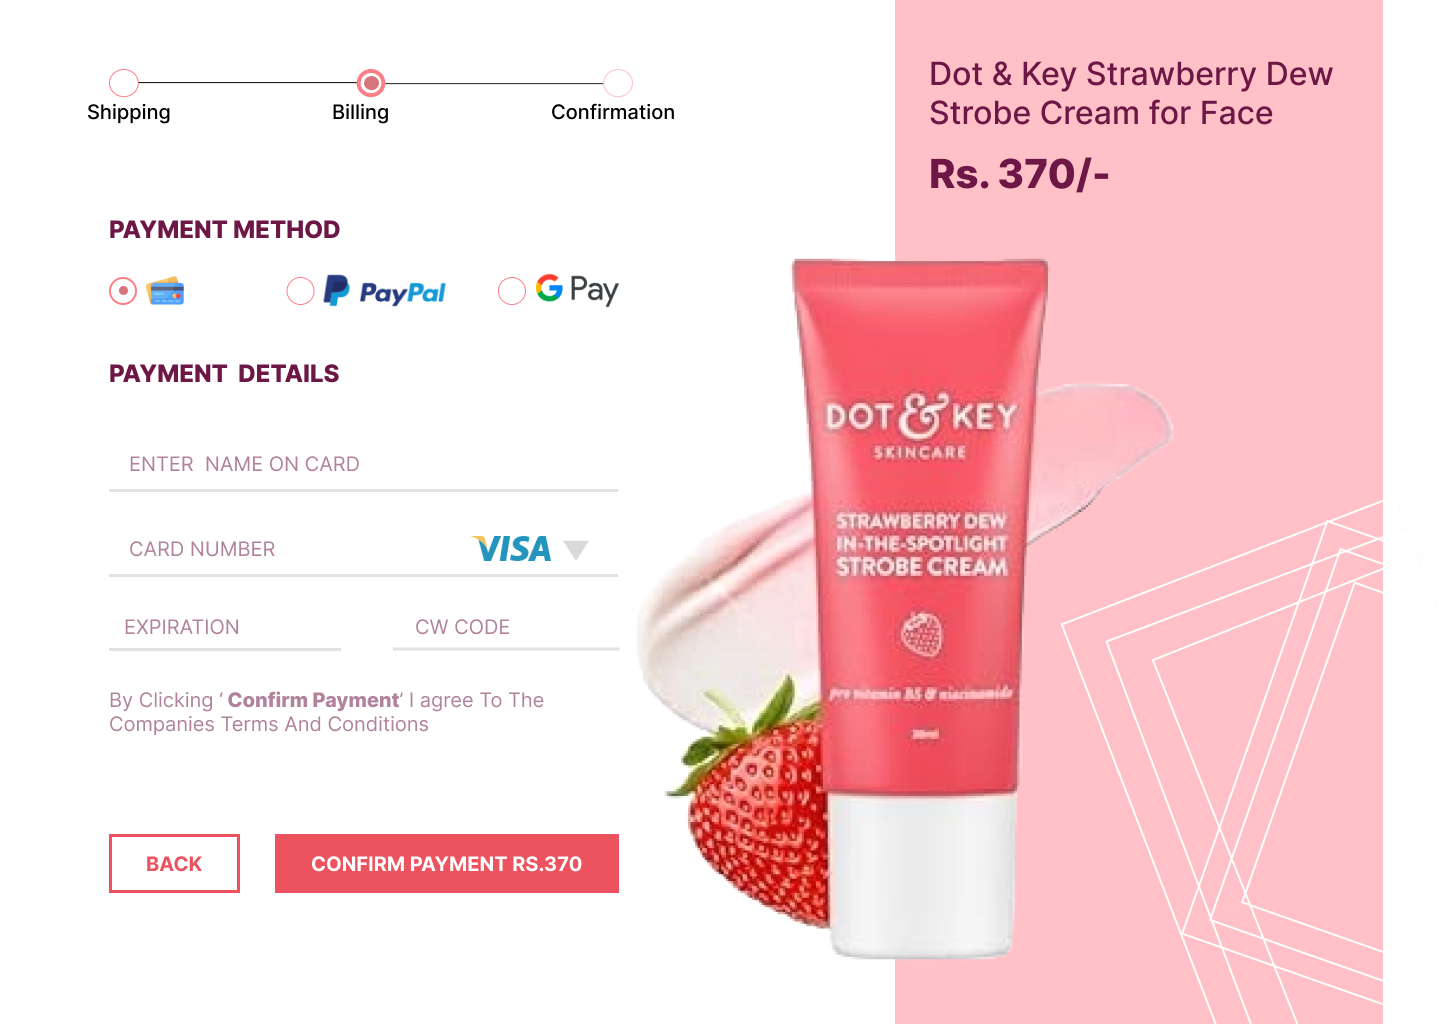 Shipping
Billing
Confirmation
PAYMENT METHOD
PayPal
G Pay
PAYMENT DETAILS
ENTER NAME ON CARD
CARD NUMBER
VISA
EXPIRATION
CW CODE
By Clicking ‘ Confirm Payment’ I agree To The
Companies Terms And Conditions
BACK
CONFIRM PAYMENT RS.370
Dot & Key Strawberry Dew
Strobe Cream for Face
Rs. 370/-
DOT & KEY
SKINCARE
STRAWBERRY DEW
IN-THE-SPOTLIGHT
STROBE CREAM
pro vitamin B5 & niacinamide